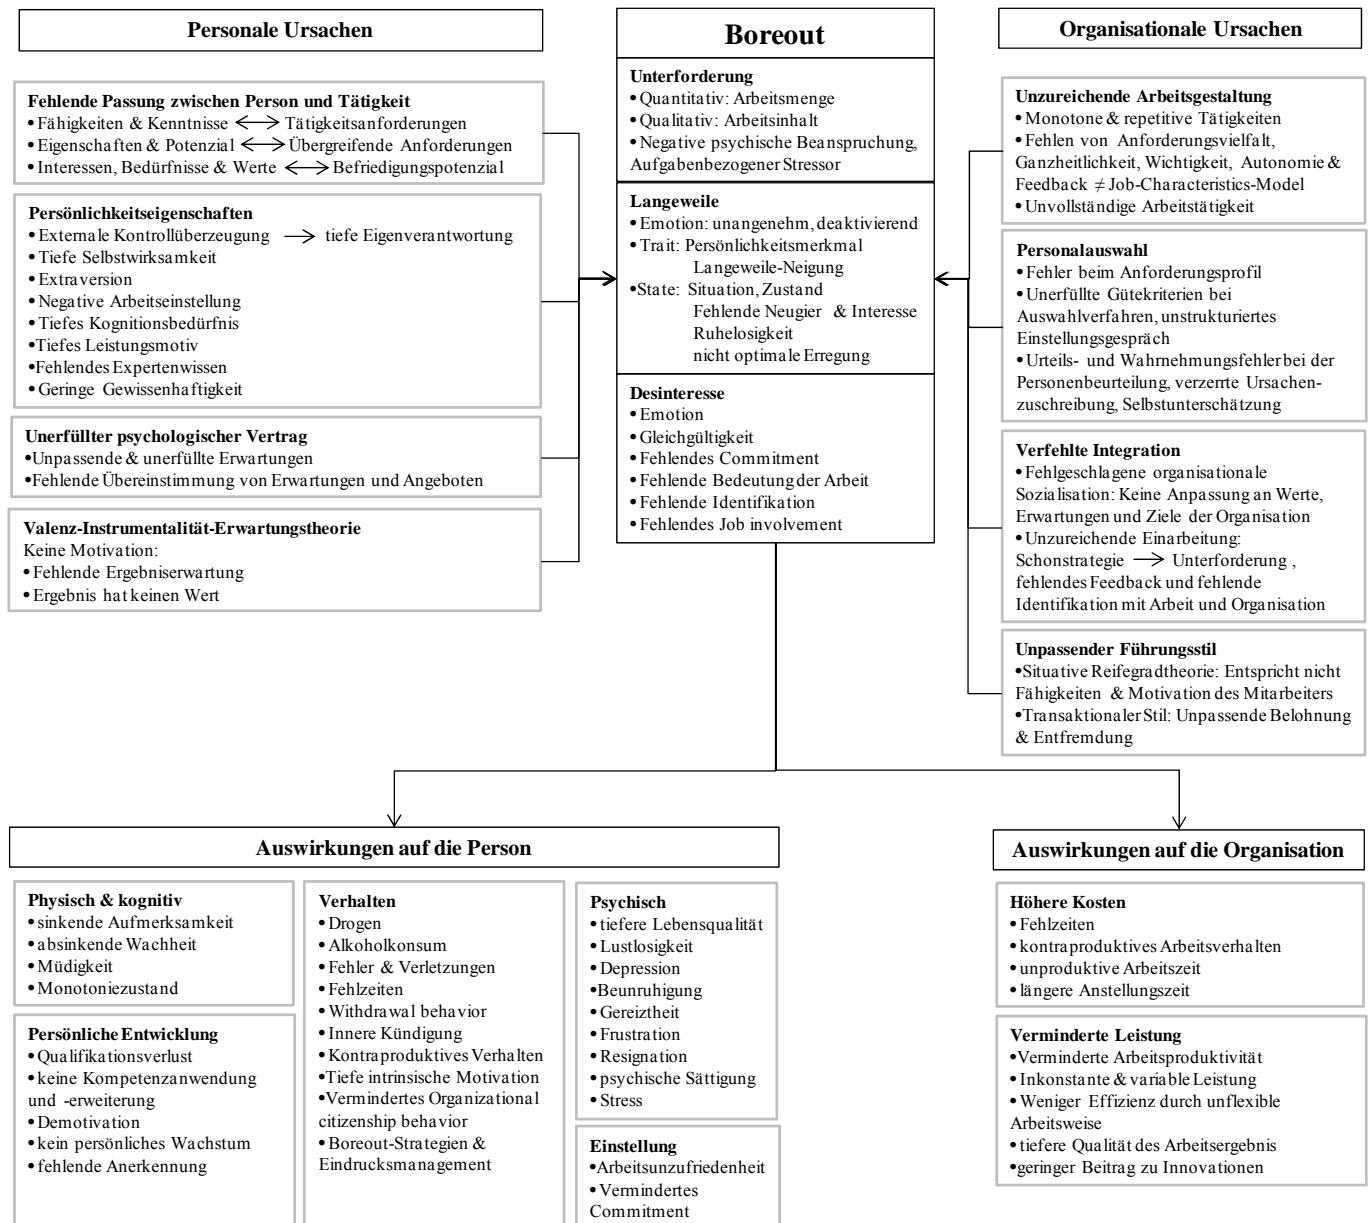 Personale Ursachen
Fehlende Passung zwischen Person und Tätigkeit
• Fähigkeiten & Kenntnisse ⟷ Tätigkeitsanforderungen
• Eigenschaften & Potenzial ⟷ Übergreifende Anforderungen
• Interessen, Bedürfnisse & Werte ⟷ Befriedigungspotenzial
Persönlichkeitseigenschaften
• Externale Kontrollüberzeugung ⟶ tiefe Eigenverantwortung
• Tiefe Selbstwirksamkeit
• Extraversion
• Negative Arbeitseinstellung
• Tiefes Kognitionsbedürfnis
• Tiefes Leistungsmotiv
• Fehlendes Expertenwissen
• Geringe Gewissenhaftigkeit
Unerfüllter psychologischer Vertrag
• Unpassende & unerfüllte Erwartungen
• Fehlende Übereinstimmung von Erwartungen und Angeboten
Valenz-Instrumentalität-Erwartungstheorie
Keine Motivation:
• Fehlende Ergebniserwartung
• Ergebnis hat keinen Wert
Boreout
Unterforderung
• Quantitativ: Arbeitsmenge
• Qualitativ: Arbeitsinhalt
• Negative psychische Beanspruchung,
Aufgabenbezogener Stressor
Langeweile
• Emotion: unangenehm, deaktivierend
• Trait: Persönlichkeitsmerkmal
Langeweile-Neigung
• State: Situation, Zustand
Fehlende Neugier & Interesse
Ruhelosigkeit
nicht optimale Erregung
Desinteresse
• Emotion
• Gleichgültigkeit
• Fehlendes Commitment
• Fehlende Bedeutung der Arbeit
• Fehlende Identifikation
• Fehlendes Job involvement
Organisationale Ursachen
Unzureichende Arbeitsgestaltung
• Monotone & repetitive Tätigkeiten
• Fehlen von Anforderungsvielfalt,
Ganzheitlichkeit, Wichtigkeit, Autonomie &
Feedback ≠ Job-Characteristics-Model
• Unvollständige Arbeitstätigkeit
Personalauswahl
• Fehler beim Anforderungsprofil
• Unerfüllte Gütekriterien bei
Auswahlverfahren, unstrukturiertes
Einstellungsgespräch
• Urteils- und Wahrnehmungsfehler bei der
Personenbeurteilung, verzerrte Ursachen-
zuschreibung, Selbstunterschätzung
Verfehlte Integration
• Fehlgeschlagene organisationale
Sozialisation: Keine Anpassung an Werte,
Erwartungen und Ziele der Organisation
• Unzureichende Einarbeitung:
Schonstrategie ⟶ Unterforderung ,
fehlendes Feedback und fehlende
Identifikation mit Arbeit und Organisation
Unpassender Führungsstil
• Situative Reifegradtheorie: Entspricht nicht
Fähigkeiten & Motivation des Mitarbeiters
• Transaktionaler Stil: Unpassende Belohnung
& Entfremdung
Auswirkungen auf die Person
Physisch & kognitiv
• sinkende Aufmerksamkeit
• absinkende Wachheit
• Müdigkeit
• Monotoniezustand
Persönliche Entwicklung
• Qualifikationsverlust
• keine Kompetenzanwendung
und -erweiterung
• Demotivation
• kein persönliches Wachstum
• fehlende Anerkennung
Verhalten
• Drogen
• Alkoholkonsum
• Fehler & Verletzungen
• Fehlzeiten
• Withdrawal behavior
• Innere Kündigung
• Kontraproduktives Verhalten
• Tiefe intrinsische Motivation
• Vermindertes Organizational
citizenship behavior
• Boreout-Strategien &
Eindrucksmanagement
Psychisch
• tiefere Lebensqualität
• Lustlosigkeit
• Depression
• Beunruhigung
• Gereiztheit
• Frustration
• Resignation
• psychische Sättigung
• Stress
Einstellung
• Arbeitsunzufriedenheit
• Vermindertes
Commitment
Auswirkungen auf die Organisation
Höhere Kosten
• Fehlzeiten
• kontraproduktives Arbeitsverhalten
• unproduktive Arbeitszeit
• längere Anstellungszeit
Verminderte Leistung
• Verminderte Arbeitsproduktivität
• Inkonstante & variable Leistung
• Weniger Effizienz durch unflexible
Arbeitsweise
• tiefere Qualität des Arbeitsergebnis
• geringer Beitrag zu Innovationen